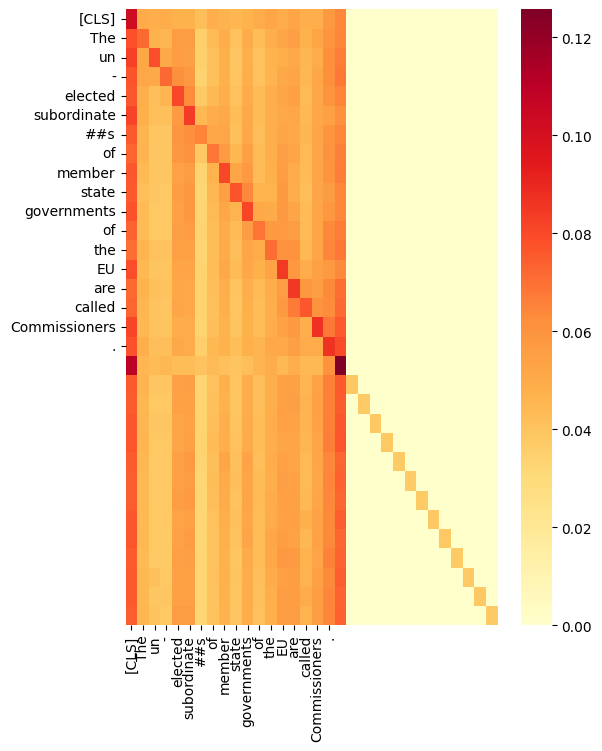 [CLS]
The
un
-
elected
subordinate
##s
of
member
state
governments
of
the
EU
are
called
Commissioners
.
0.12
0.10
0.08
0.06
0.04
0.02
0.00
[CLS]
The
un
-
elected
subordinate
##s
of
member
state
governments
of
the
EU
are
called
Commissioners
.